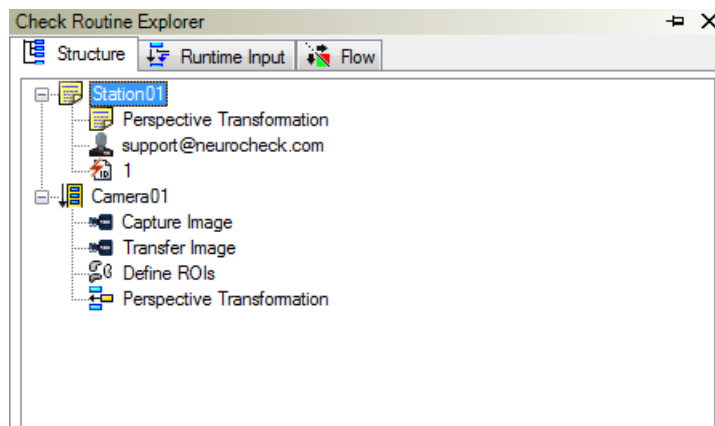 Check Routine Explorer
Structure Runtime Input Flow
Station01
Perspective Transformation
support@neurocheck.com
ID 1
Camera01
Capture Image
Transfer Image
Define ROIs
Perspective Transformation